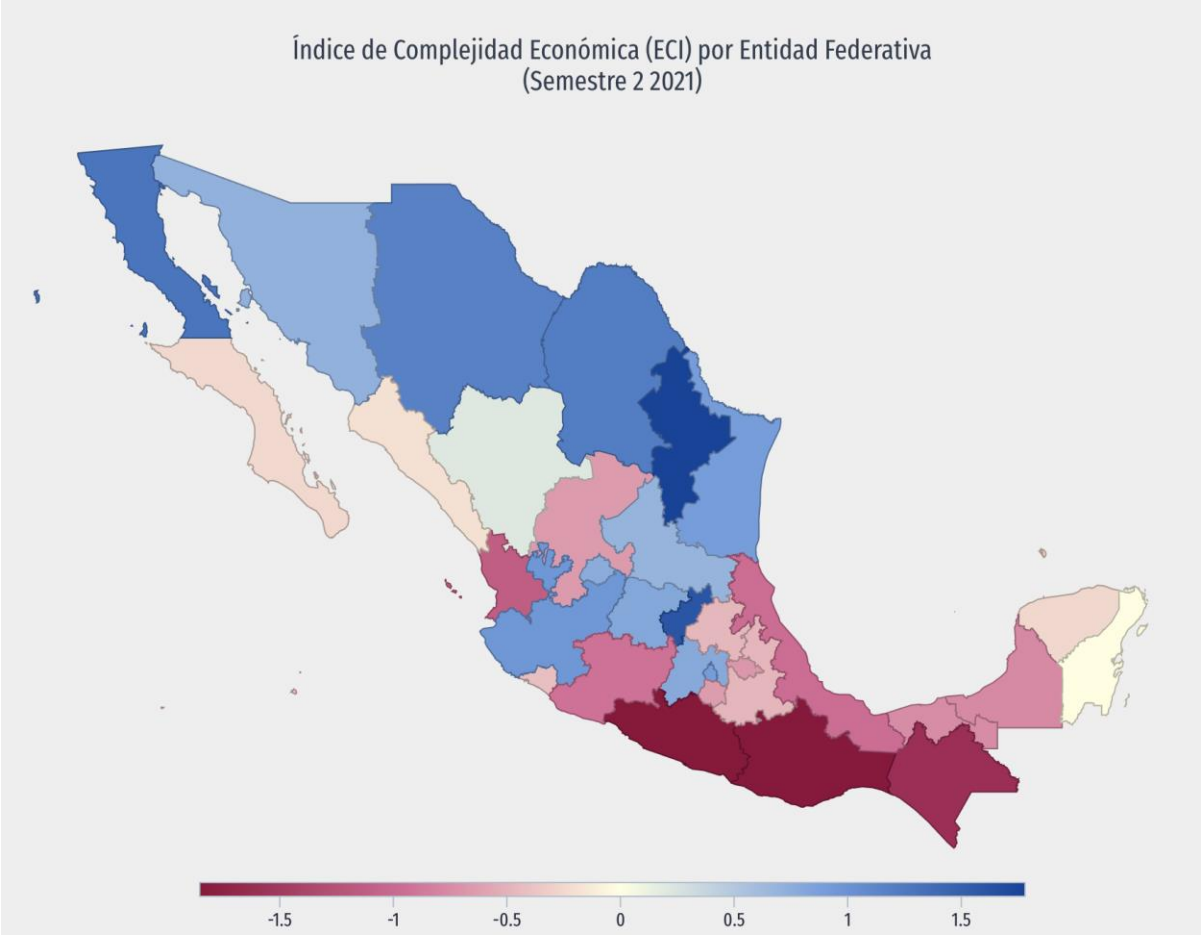 Índice de Complejidad Económica (ECI) por Entidad Federativa
(Semestre 2 2021)
-1.5 -1 -0.5 0 0.5 1 1.5